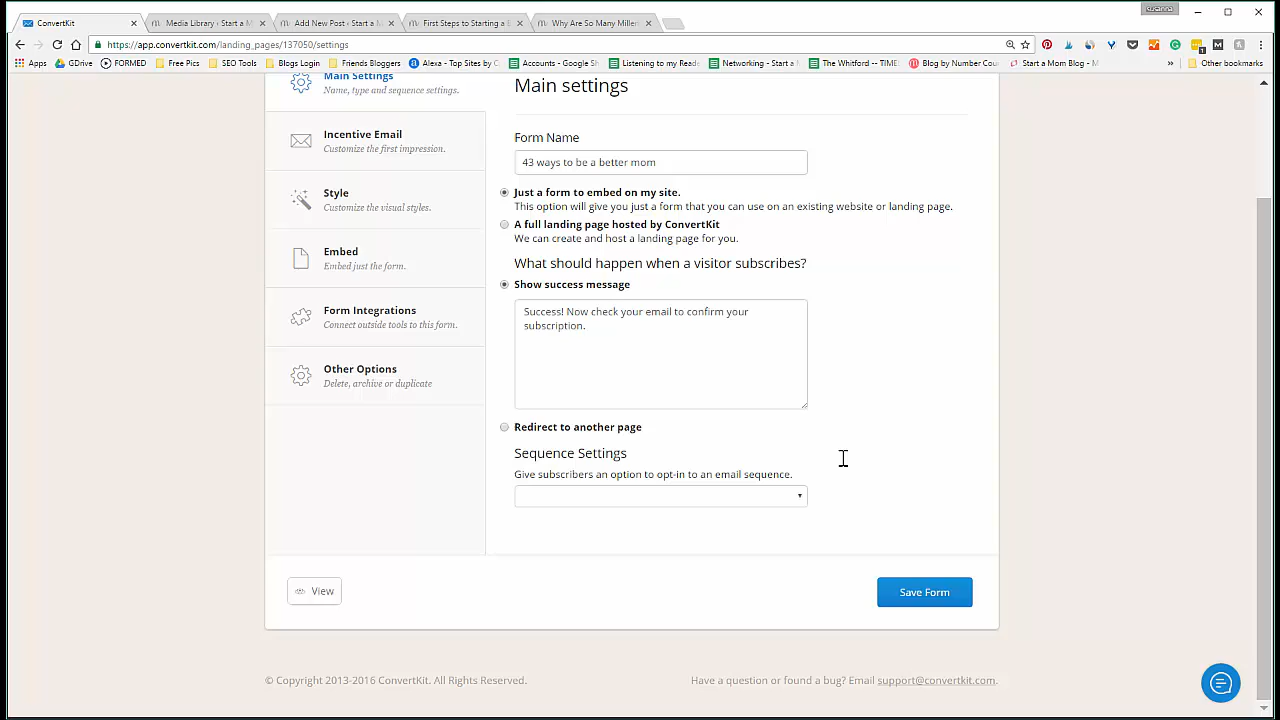 suzanna
ConvertKit
Media Library ‹ Start a M
Add New Post ‹ Start a M
First Steps to Starting a B
Why Are So Many Millen
https://app.convertkit.com/landing_pages/137050/settings
Apps
GDrive
FORMED
Free Pics
SEO Tools
Blogs Login
Friends Bloggers
Alexa - Top Sites by C
Accounts - Google Sh
Listening to my Reade
Networking - Start a M
The Whitford -- TIME
Blog by Number Cour
Start a Mom Blog - M
»
Other bookmarks
Main Settings
Name, type and sequence settings.
Incentive Email
Customize the first impression.
Style
Customize the visual styles.
Embed
Embed just the form.
Form Integrations
Connect outside tools to this form.
Other Options
Delete, archive or duplicate
Main settings
Form Name
43 ways to be a better mom
Just a form to embed on my site.
This option will give you just a form that you can use on an existing website or landing page.
A full landing page hosted by ConvertKit
We can create and host a landing page for you.
What should happen when a visitor subscribes?
Show success message
Success! Now check your email to confirm your
subscription.
Redirect to another page
Sequence Settings
Give subscribers an option to opt-in to an email sequence.
View
Save Form
© Copyright 2013-2016 ConvertKit. All Rights Reserved.
Have a question or found a bug? Email support@convertkit.com.